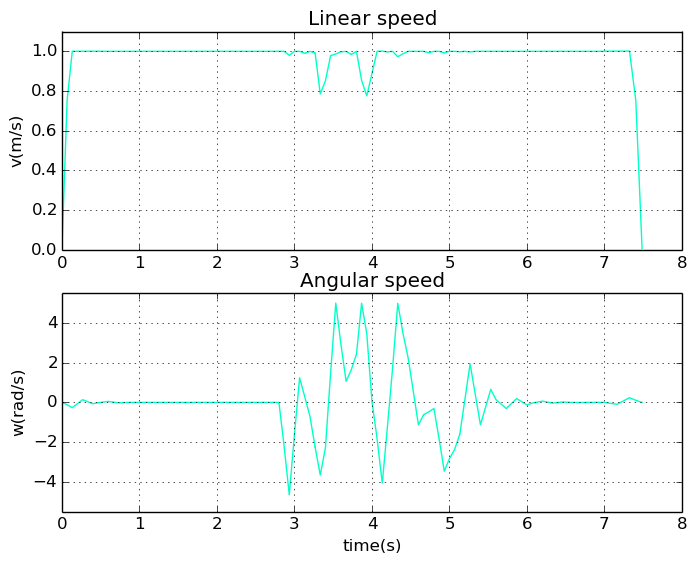 Linear speed
1.0
0.8
0.6
0.4
0.2
0.0
v(m/s)
0 1 2 3 4 5 6 7 8
Angular speed
4
2
0
−2
−4
w(rad/s)
0 1 2 3 4 5 6 7 8
time(s)